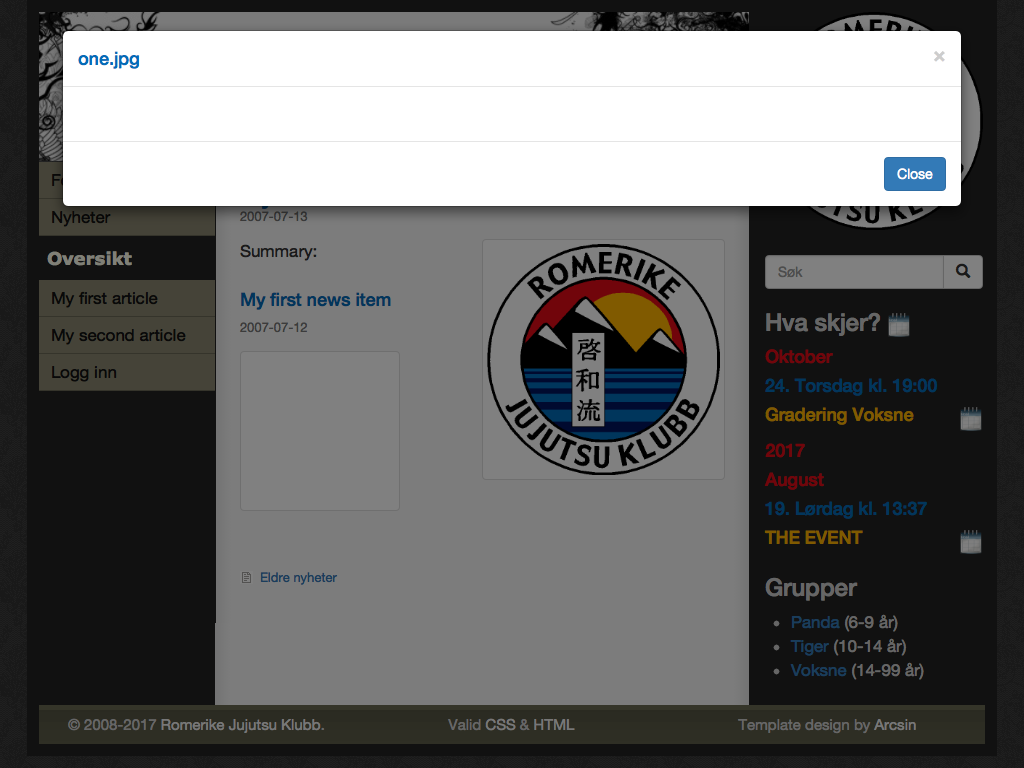 one.jpg
×
Close
Nyheter
Oversikt
My first article
My second article
Logg inn
2007-07-13
Summary:
My first news item
2007-07-12
ROMERIKE
啓
和
流
JUJUTSU KLUBB
Eldre nyheter
Søk
Hva skjer?
Oktober
24. Torsdag kl. 19:00
Gradering Voksne
2017
August
19. Lørdag kl. 13:37
THE EVENT
Grupper
Panda (6-9 år)
Tiger (10-14 år)
Voksne (14-99 år)
© 2008-2017 Romerike Jujutsu Klubb.
Valid CSS & HTML
Template design by Arcsin